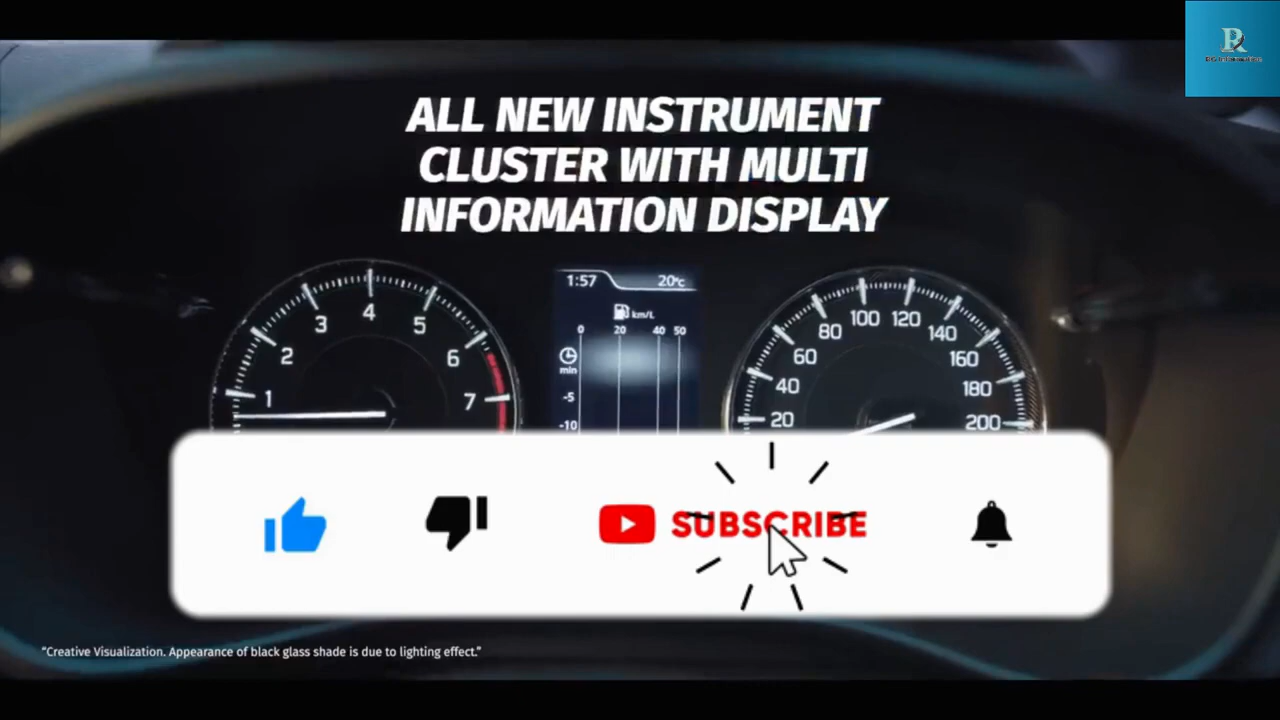 ALL NEW INSTRUMENT
CLUSTER WITH MULTI
INFORMATION DISPLAY
1:57 20°c
km/L
0 20 40 50
min
-5
-10
1 2 3 4 5 6 7
20 40 60 80 100 120 140 160 180 200
SUBSCRIBE
"Creative Visualization. Appearance of black glass shade is due to lighting effect."